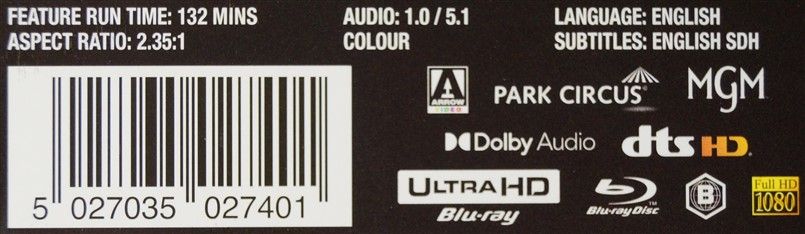 FEATURE RUN TIME: 132 MINS
ASPECT RATIO: 2.35:1
AUDIO: 1.0 / 5.1
COLOUR
LANGUAGE: ENGLISH
SUBTITLES: ENGLISH SDH
ARROW
VIDEO
PARK CIRCUS
MGM
Dolby Audio
dts HD
ULTRA HD
Blu-ray
Blu-ray Disc
B
Full HD
1080
5 027035 027401